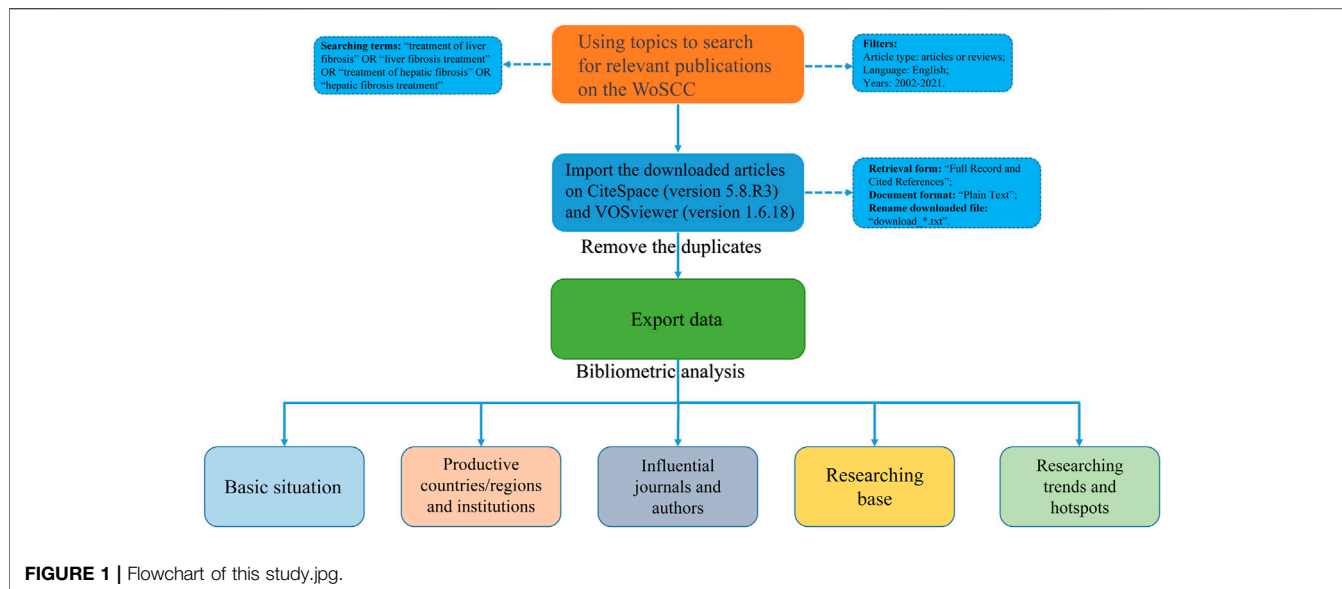 Searching terms: “treatment of liver
fibrosis” OR “liver fibrosis treatment”
OR “treatment of hepatic fibrosis” OR
“hepatic fibrosis treatment”
Using topics to search
for relevant publications
on the WoSCC
Filters:
Article type: articles or reviews;
Language: English;
Years: 2002-2021.
Import the downloaded articles
on CiteSpace (version 5.8.R3)
and VOSviewer (version 1.6.18)
Retrieval form: “Full Record and
Cited References”;
Document format: “Plain Text”;
Rename downloaded file:
“download_*.txt”.
Remove the duplicates
Export data
Bibliometric analysis
Basic situation
Productive
countries/regions
and institutions
Influential
journals and
authors
Researching
base
Researching
trends and
hotspots
FIGURE 1 | Flowchart of this study.jpg.